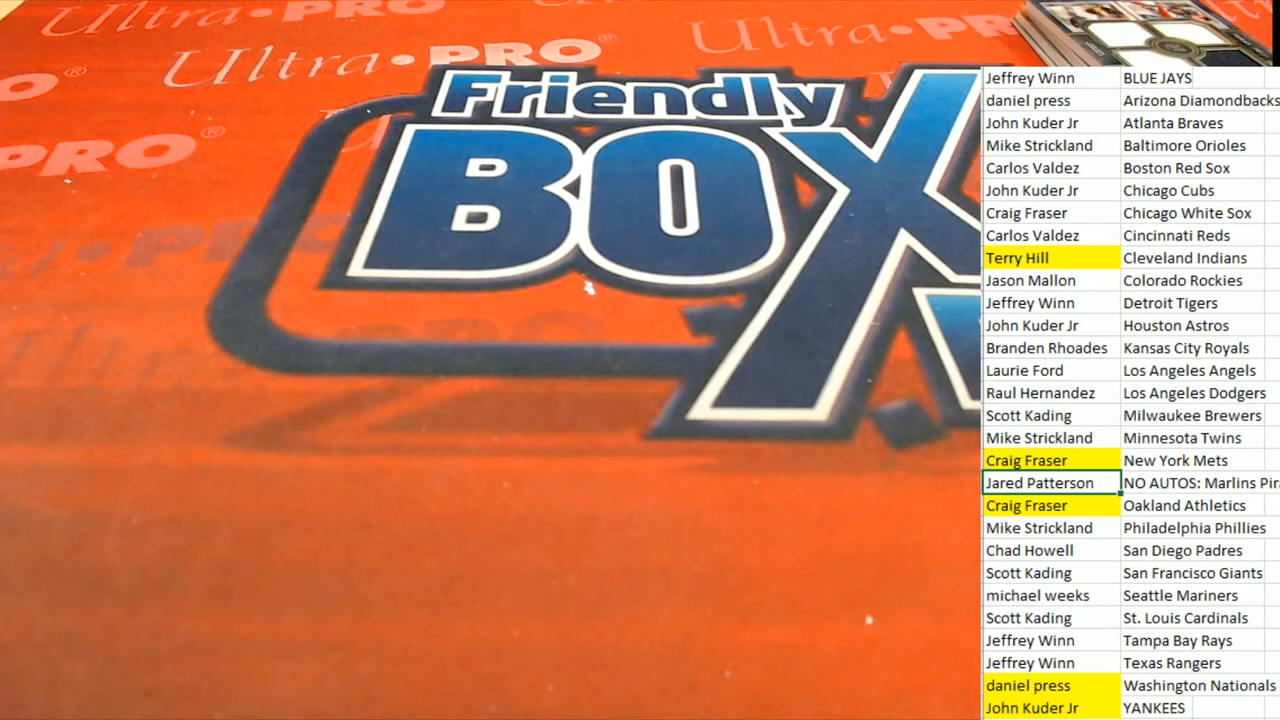 Ultra•PRO
Ultra•PRO®
Ultra•PRO
PRO®
PRO®
Friendly
BOX
Ultra PRO
Jeffrey Winn BLUE JAYS
daniel press Arizona Diamondbacks
John Kuder Jr Atlanta Braves
Mike Strickland Baltimore Orioles
Carlos Valdez Boston Red Sox
John Kuder Jr Chicago Cubs
Craig Fraser Chicago White Sox
Carlos Valdez Cincinnati Reds
Terry Hill Cleveland Indians
Jason Mallon Colorado Rockies
Jeffrey Winn Detroit Tigers
John Kuder Jr Houston Astros
Branden Rhoades Kansas City Royals
Laurie Ford Los Angeles Angels
Raul Hernandez Los Angeles Dodgers
Scott Kading Milwaukee Brewers
Mike Strickland Minnesota Twins
Craig Fraser New York Mets
Jared Patterson NO AUTOS: Marlins Pir
Craig Fraser Oakland Athletics
Mike Strickland Philadelphia Phillies
Chad Howell San Diego Padres
Scott Kading San Francisco Giants
michael weeks Seattle Mariners
Scott Kading St. Louis Cardinals
Jeffrey Winn Tampa Bay Rays
Jeffrey Winn Texas Rangers
daniel press Washington Nationals
John Kuder Jr YANKEES